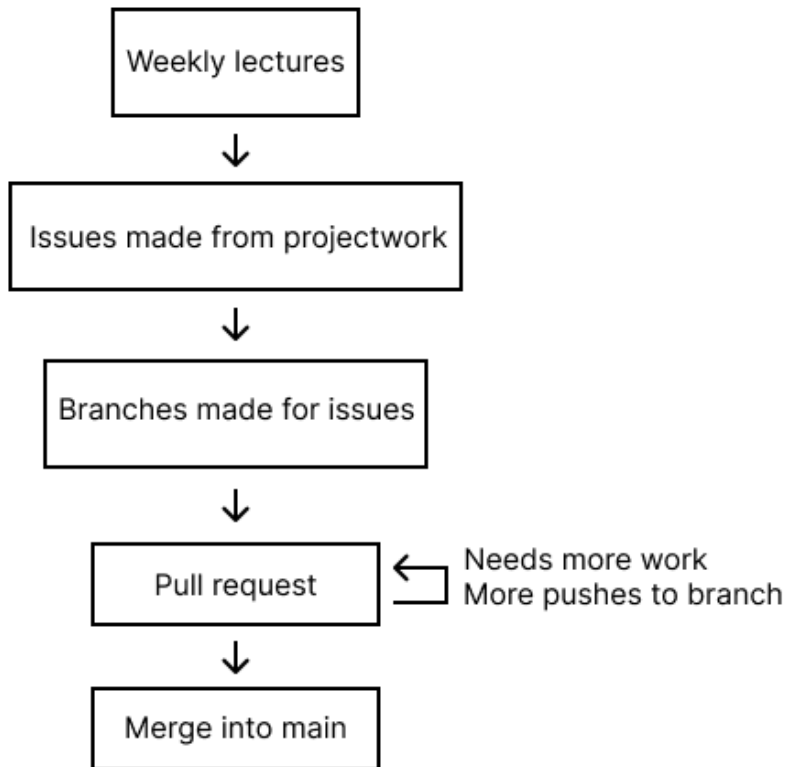 Weekly lectures
Issues made from projectwork
Branches made for issues
Pull request
Needs more work
More pushes to branch
Merge into main